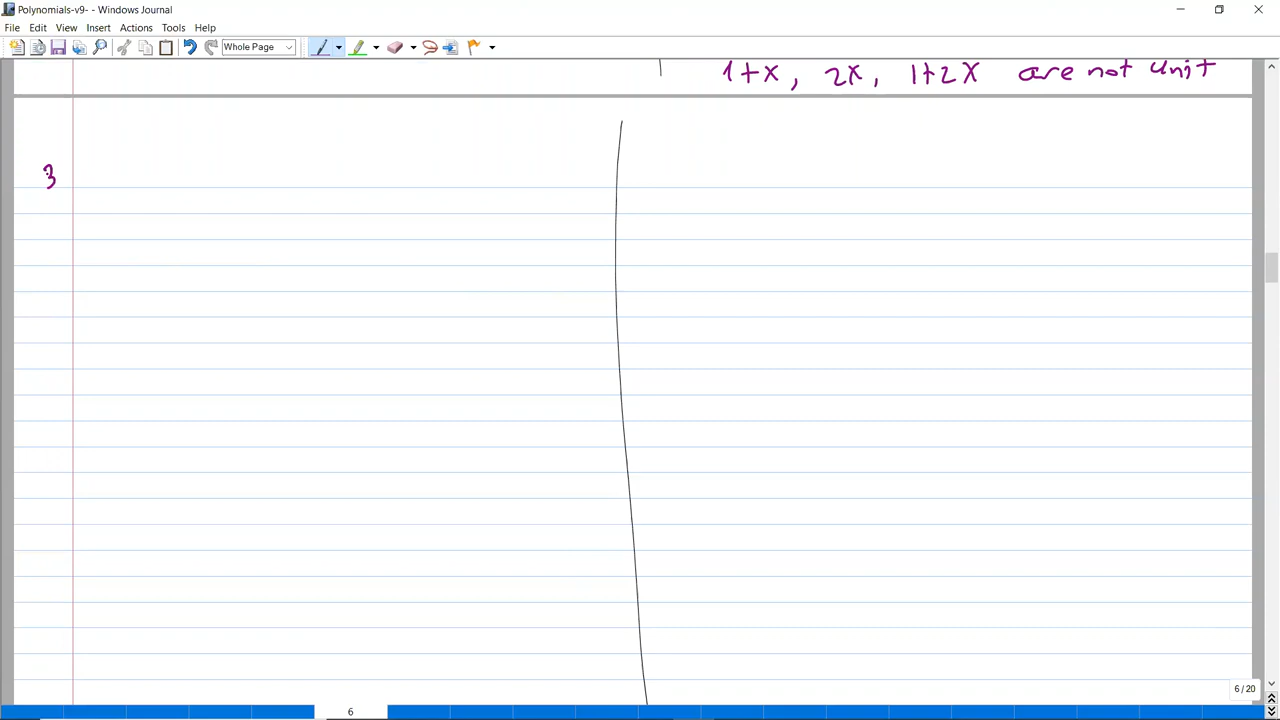 Polynomials-v9- - Windows Journal
File Edit View Insert Actions Tools Help
Whole Page
1+x, 2x, 1+2x are not unit
3
6 / 20
6